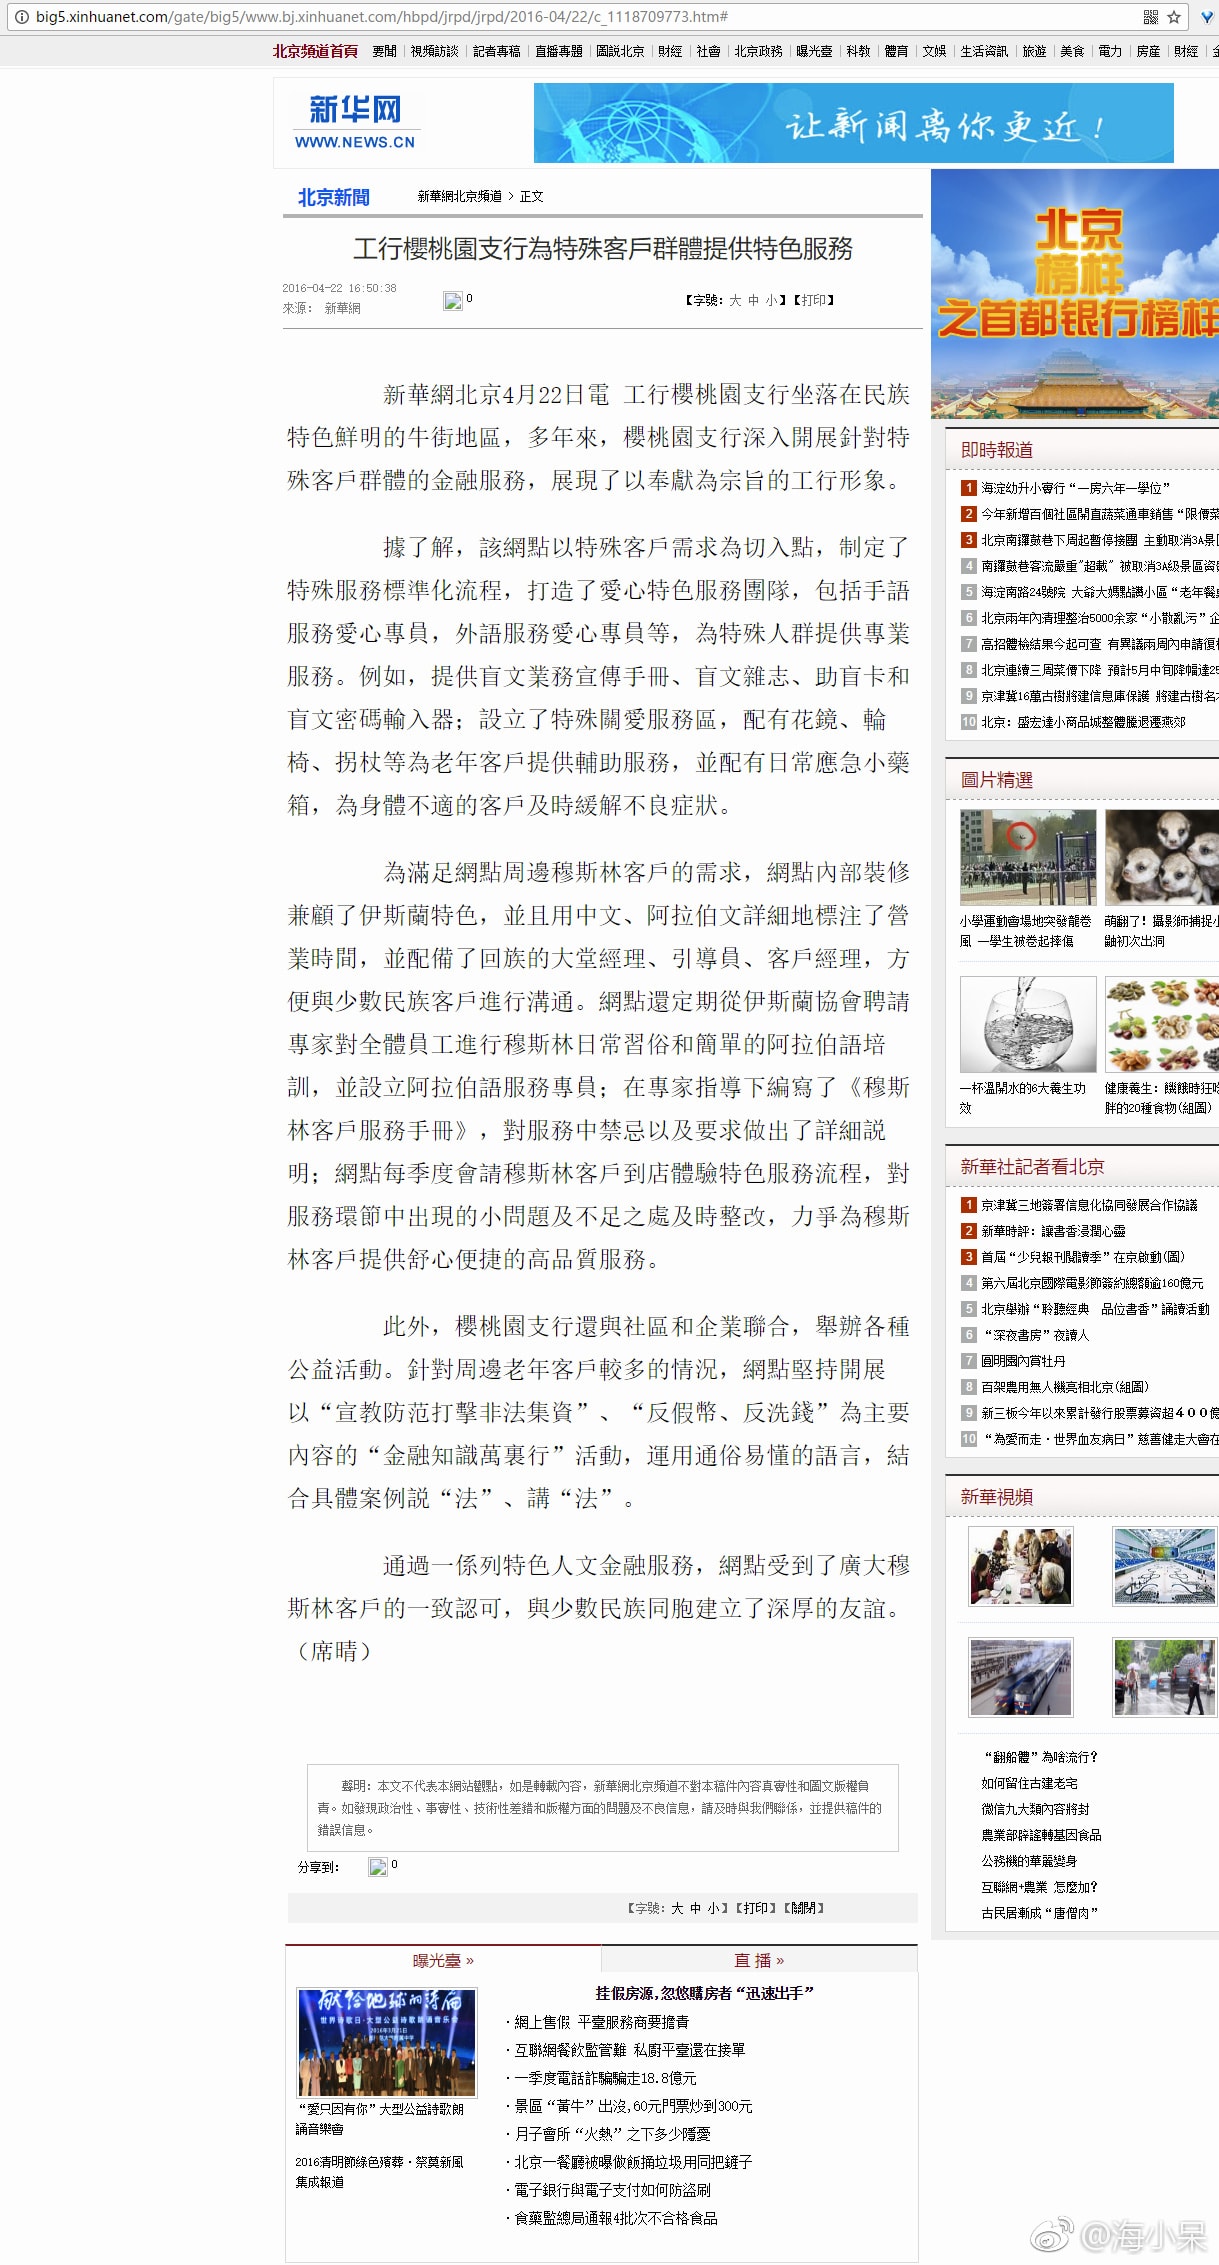 big5.xinhuanet.com/gate/big5/www.bj.xinhuanet.com/hbpd/jrpd/jrpd/2016-04/22/c_1118709773.htm#
北京頻道首頁 要聞 視頻訪談 記者專稿 直播專題 圖説北京 財經 社會 北京政務 曝光臺 科教 體育 文娛 生活資訊 旅遊 美食 電力 房産 財經
新华网
WWW.NEWS.CN
让新闻离你更近！
北京新聞
新華網北京頻道 > 正文
工行櫻桃園支行為特殊客戶群體提供特色服務
2016-04-22 16:50:38
來源： 新華網
0
【字號：大 中 小】【打印】
新華網北京4月22日電 工行櫻桃園支行坐落在民族
特色鮮明的牛街地區，多年來，櫻桃園支行深入開展針對特
殊客戶群體的金融服務，展現了以奉獻為宗旨的工行形象。
據了解，該網點以特殊客戶需求為切入點，制定了
特殊服務標準化流程，打造了愛心特色服務團隊，包括手語
服務愛心專員，外語服務愛心專員等，為特殊人群提供專業
服務。例如，提供盲文業務宣傳手冊、盲文雜志、助盲卡和
盲文密碼輸入器；設立了特殊關愛服務區，配有花鏡、輪
椅、拐杖等為老年客戶提供輔助服務，並配有日常應急小藥
箱，為身體不適的客戶及時緩解不良症狀。
為滿足網點周邊穆斯林客戶的需求，網點內部裝修
兼顧了伊斯蘭特色，並且用中文、阿拉伯文詳細地標注了營
業時間，並配備了回族的大堂經理、引導員、客戶經理，方
便與少數民族客戶進行溝通。網點還定期從伊斯蘭協會聘請
專家對全體員工進行穆斯林日常習俗和簡單的阿拉伯語培
訓，並設立阿拉伯語服務專員；在專家指導下編寫了《穆斯
林客戶服務手冊》，對服務中禁忌以及要求做出了詳細説
明；網點每季度會請穆斯林客戶到店體驗特色服務流程，對
服務環節中出現的小問題及不足之處及時整改，力爭為穆斯
林客戶提供舒心便捷的高品質服務。
此外，櫻桃園支行還與社區和企業聯合，舉辦各種
公益活動。針對周邊老年客戶較多的情況，網點堅持開展
以“宣教防范打擊非法集資”、“反假幣、反洗錢”為主要
內容的“金融知識萬裏行”活動，運用通俗易懂的語言，結
合具體案例説“法”、講“法”。
通過一係列特色人文金融服務，網點受到了廣大穆
斯林客戶的一致認可，與少數民族同胞建立了深厚的友誼。
（席晴）
聲明：本文不代表本網站觀點，如是轉載內容，新華網北京頻道不對本稿件內容真實性和圖文版權負
責。如發現政治性、事實性、技術性差錯和版權方面的問題及不良信息，請及時與我們聯係，並提供稿件的
錯誤信息。
分享到：
0
【字號：大 中 小】【打印】【關閉】
曝光臺 »
直 播 »
“愛只因有你”大型公益詩歌朗
誦音樂會
2016清明節綠色殯葬·祭奠新風
集成報道
挂假房源,忽悠購房者“迅速出手”
· 網上售假 平臺服務商要擔責
· 互聯網餐飲監管難 私廚平臺還在接單
· 一季度電話詐騙騙走18.8億元
· 景區“黃牛”出沒,60元門票炒到300元
· 月子會所“火熱”之下多少隱憂
· 北京一餐廳被曝做飯捅垃圾用同把鏟子
· 電子銀行與電子支付如何防盜刷
· 食藥監總局通報4批次不合格食品
北京
榜样
之首都银行榜样
即時報道
1 海淀幼升小實行“一房六年一學位”
2 今年新增百個社區開直蔬菜通車銷售“限價菜
3 北京南鑼鼓巷下周起暫停接團 主動取消3A景
4 南鑼鼓巷客流嚴重“超載” 被取消3A級景區資
5 海淀南路24號院 大爺大媽點讚小區“老年餐
6 北京兩年內清理整治5000余家“小散亂污”企
7 高招體檢結果今起可查 有異議兩周內申請復
8 北京連續三周菜價下降 預計5月中旬降幅達25
9 京津冀16萬古樹將建信息庫保護 將建古樹名
10 北京：盛宏達小商品城整體騰退遷燕郊
圖片精選
小學運動會場地突發龍卷
風 一學生被卷起摔傷
萌翻了！攝影師捕捉小
鼬初次出洞
一杯溫開水的6大養生功
效
健康養生：饑餓時狂吃
胖的20種食物(組圖)
新華社記者看北京
1 京津冀三地簽署信息化協同發展合作協議
2 新華時評：讓書香浸潤心靈
3 首屆“少兒報刊閱讀季”在京啟動(圖)
4 第六屆北京國際電影節簽約總額逾160億元
5 北京舉辦“聆聽經典 品位書香”誦讀活動
6 “深夜書房”夜讀人
7 圓明園內賞牡丹
8 百架農用無人機亮相北京(組圖)
9 新三板今年以來累計發行股票募資超４００億
10 “為愛而走·世界血友病日”慈善健走大會在
新華視頻
“翻船體”為啥流行？
如何留住古建老宅
微信九大類內容將封
農業部辟謠轉基因食品
公務機的華麗變身
互聯網+農業 怎麼加？
古民居漸成“唐僧肉”
@海小呆